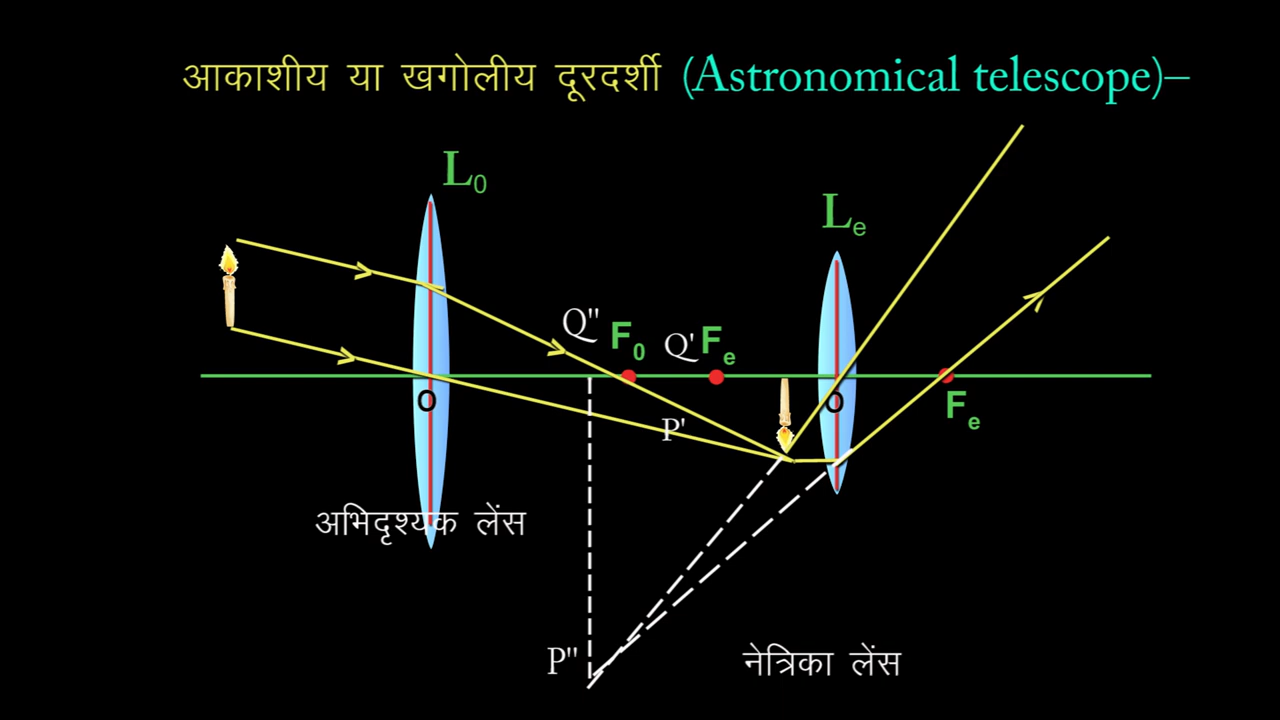 आकाशीय या खगोलीय दूरदर्शी (Astronomical telescope)–
L0
Le
Q" F0 Q' Fe
O O Fe
P'
अभिदृश्यक लेंस
P" नेत्रिका लेंस